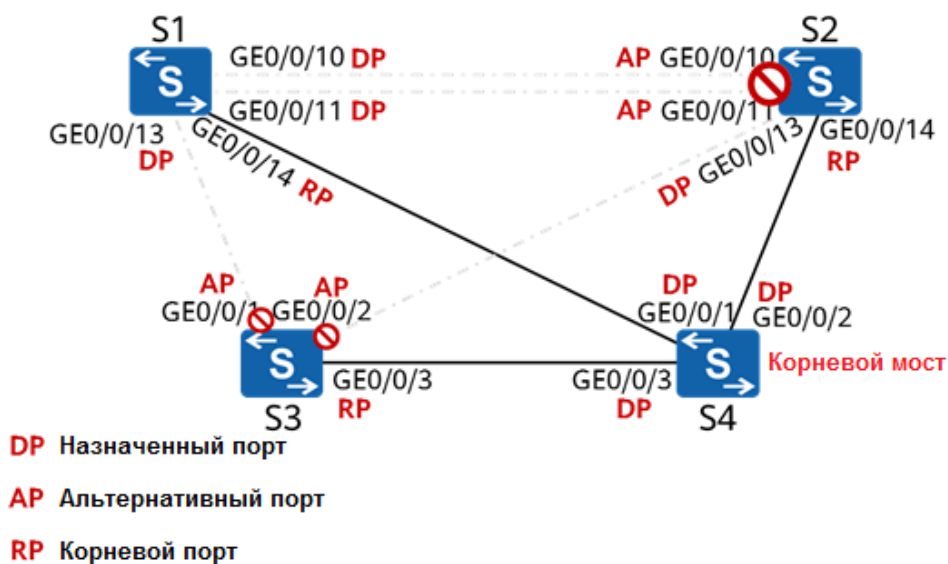 S1
S2
GE0/0/10 DP
AP GE0/0/10
GE0/0/11 DP
AP GE0/0/11
GE0/0/13
DP
GE0/0/14 RP
DP GE0/0/13
GE0/0/14
RP
AP
GE0/0/1
AP
GE0/0/2
DP
GE0/0/1
DP
GE0/0/2
S
S
S
S
Корневой мост
GE0/0/3
RP
GE0/0/3
DP
S3
S4
DP Назначенный порт
AP Альтернативный порт
RP Корневой порт